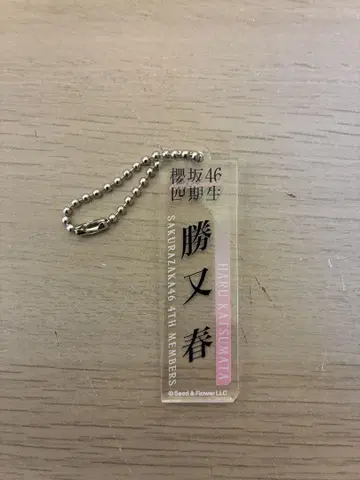 櫻坂46
四期生
勝又春
HARU KATSUMATA
SAKURAZAKA46 4TH MEMBERS
© Seed & Flower LLC